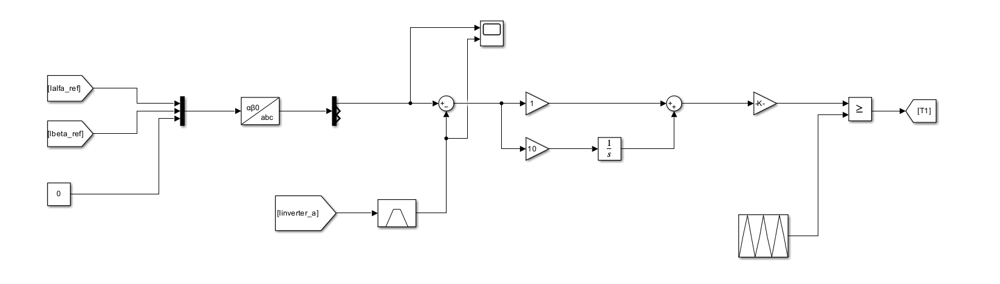 [Ialfa_ref]
[Ibeta_ref]
0
αβ0
abc
[Iinverter_a]
+
−
1
10
1
s
+
+
-K-
≥
[T1]